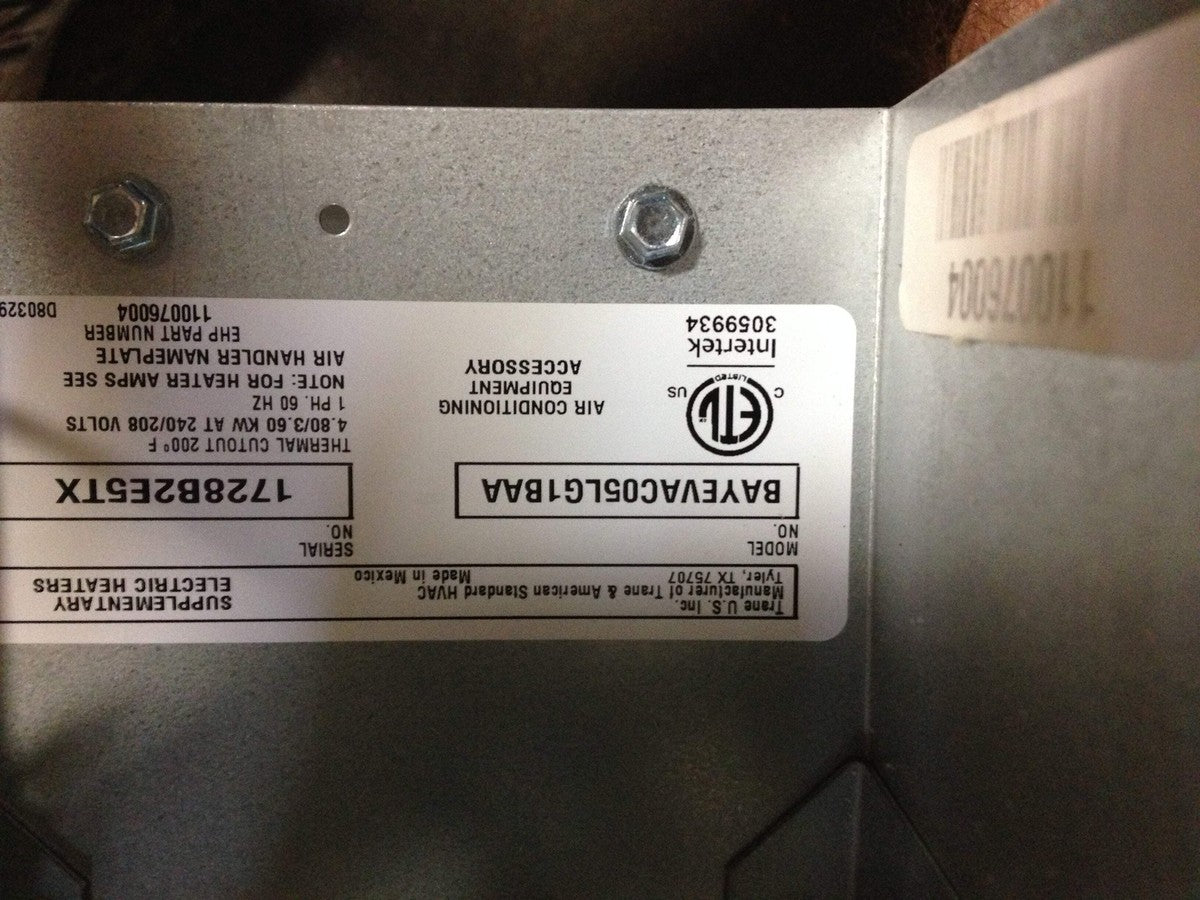 Trane U.S. Inc.
Manufacturer of Trane & American Standard HVAC
Tyler, TX 75707 Made in Mexico
SUPPLEMENTARY
ELECTRIC HEATERS
MODEL
NO.
BAYEVAC05LG1BAA
SERIAL
NO.
1728B2E5TX
C ETL US
LISTED
Intertek
3059934
AIR CONDITIONING
EQUIPMENT
ACCESSORY
THERMAL CUTOUT 200° F
4.80/3.60 KW AT 240/208 VOLTS
1 PH. 60 HZ
NOTE: FOR HEATER AMPS SEE
AIR HANDLER NAMEPLATE
EHP PART NUMBER
110076004
110076004